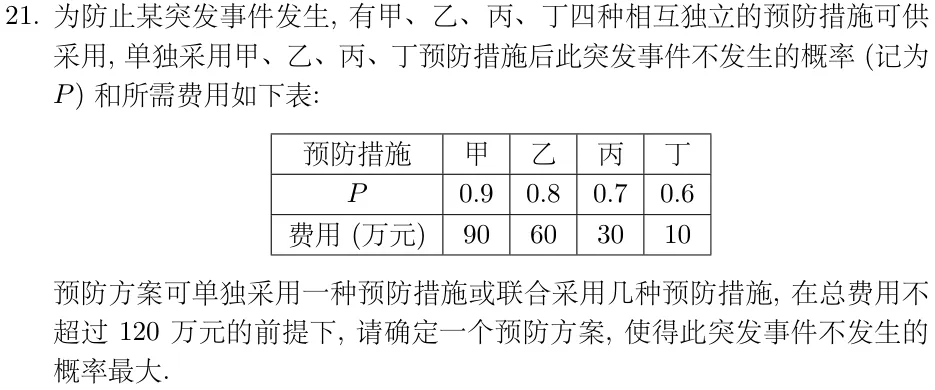 21. 为防止某突发事件发生, 有甲、乙、丙、丁四种相互独立的预防措施可供
采用, 单独采用甲、乙、丙、丁预防措施后此突发事件不发生的概率 (记为
P) 和所需费用如下表:
预防措施 甲 乙 丙 丁
P 0.9 0.8 0.7 0.6
费用 (万元) 90 60 30 10
预防方案可单独采用一种预防措施或联合采用几种预防措施, 在总费用不
超过 120 万元的前提下, 请确定一个预防方案, 使得此突发事件不发生的
概率最大.